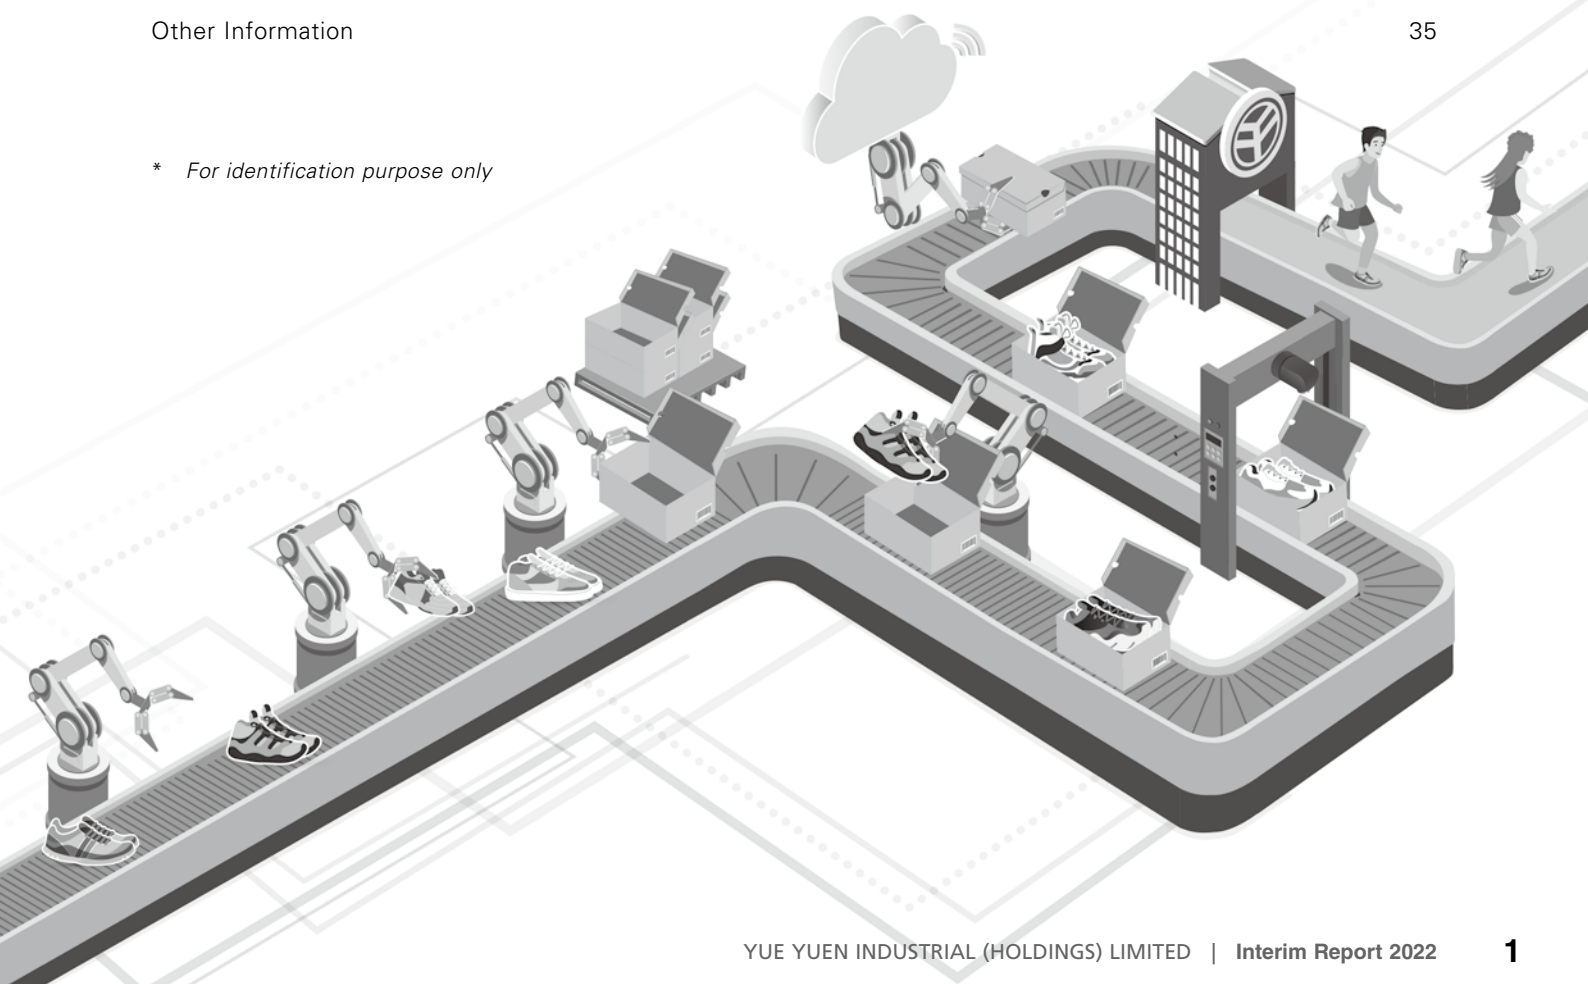 Other Information 35
* For identification purpose only
YUE YUEN INDUSTRIAL (HOLDINGS) LIMITED | Interim Report 2022 1